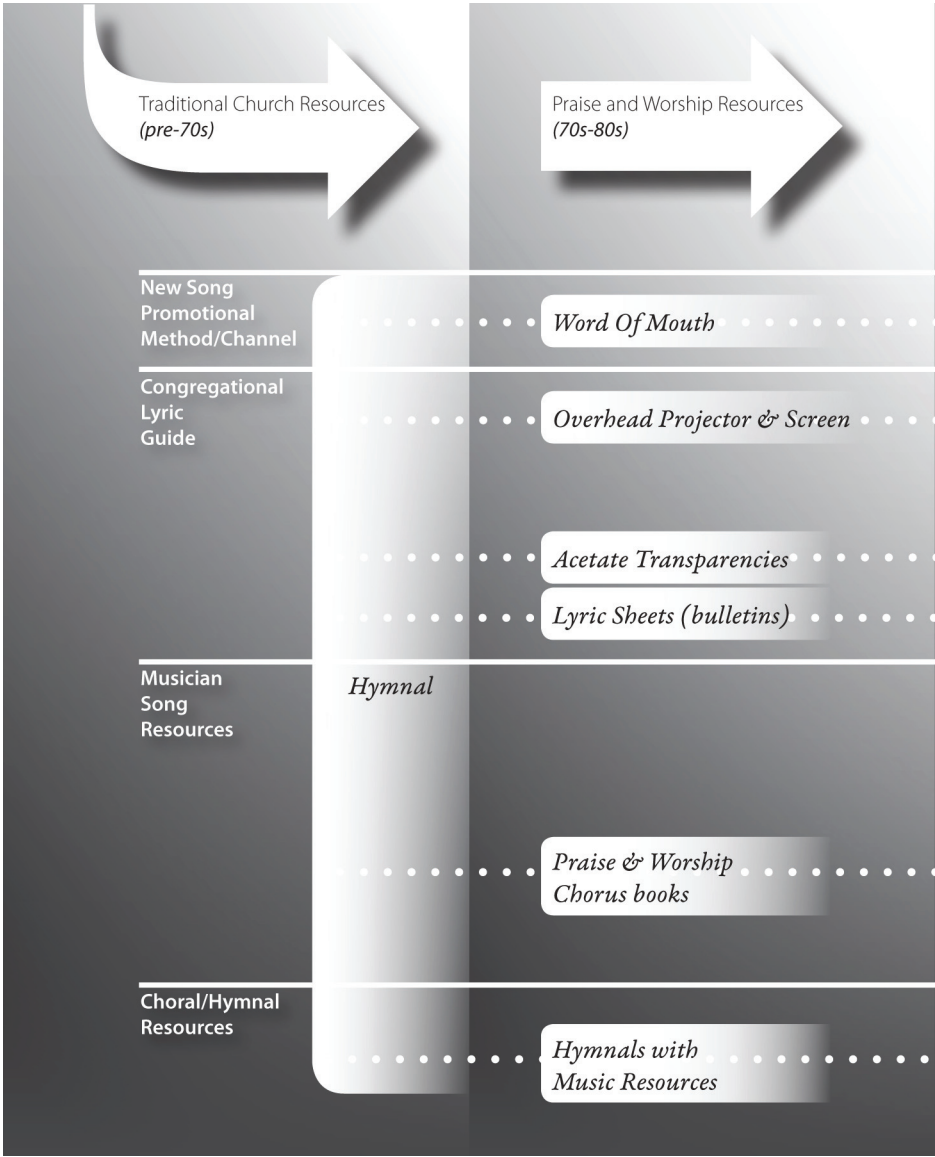 Traditional Church Resources
(pre-70s)
Praise and Worship Resources
(70s-80s)
New Song
Promotional
Method/Channel
Word Of Mouth
Congregational
Lyric
Guide
Overhead Projector & Screen
Acetate Transparencies
Lyric Sheets (bulletins)
Musician
Song
Resources
Hymnal
Praise & Worship
Chorus books
Choral/Hymnal
Resources
Hymnals with
Music Resources